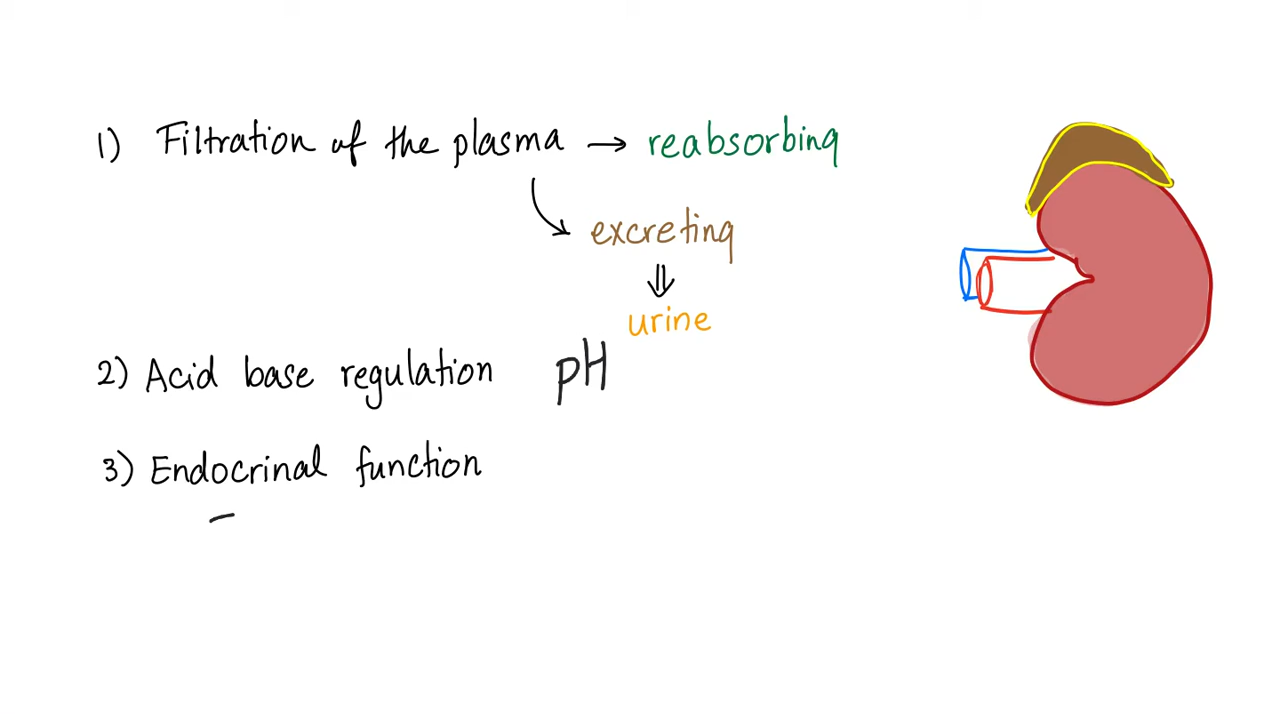 1) Filtration of the plasma → reabsorbing
excreting
⇓
urine
2) Acid base regulation pH
3) Endocrinal function